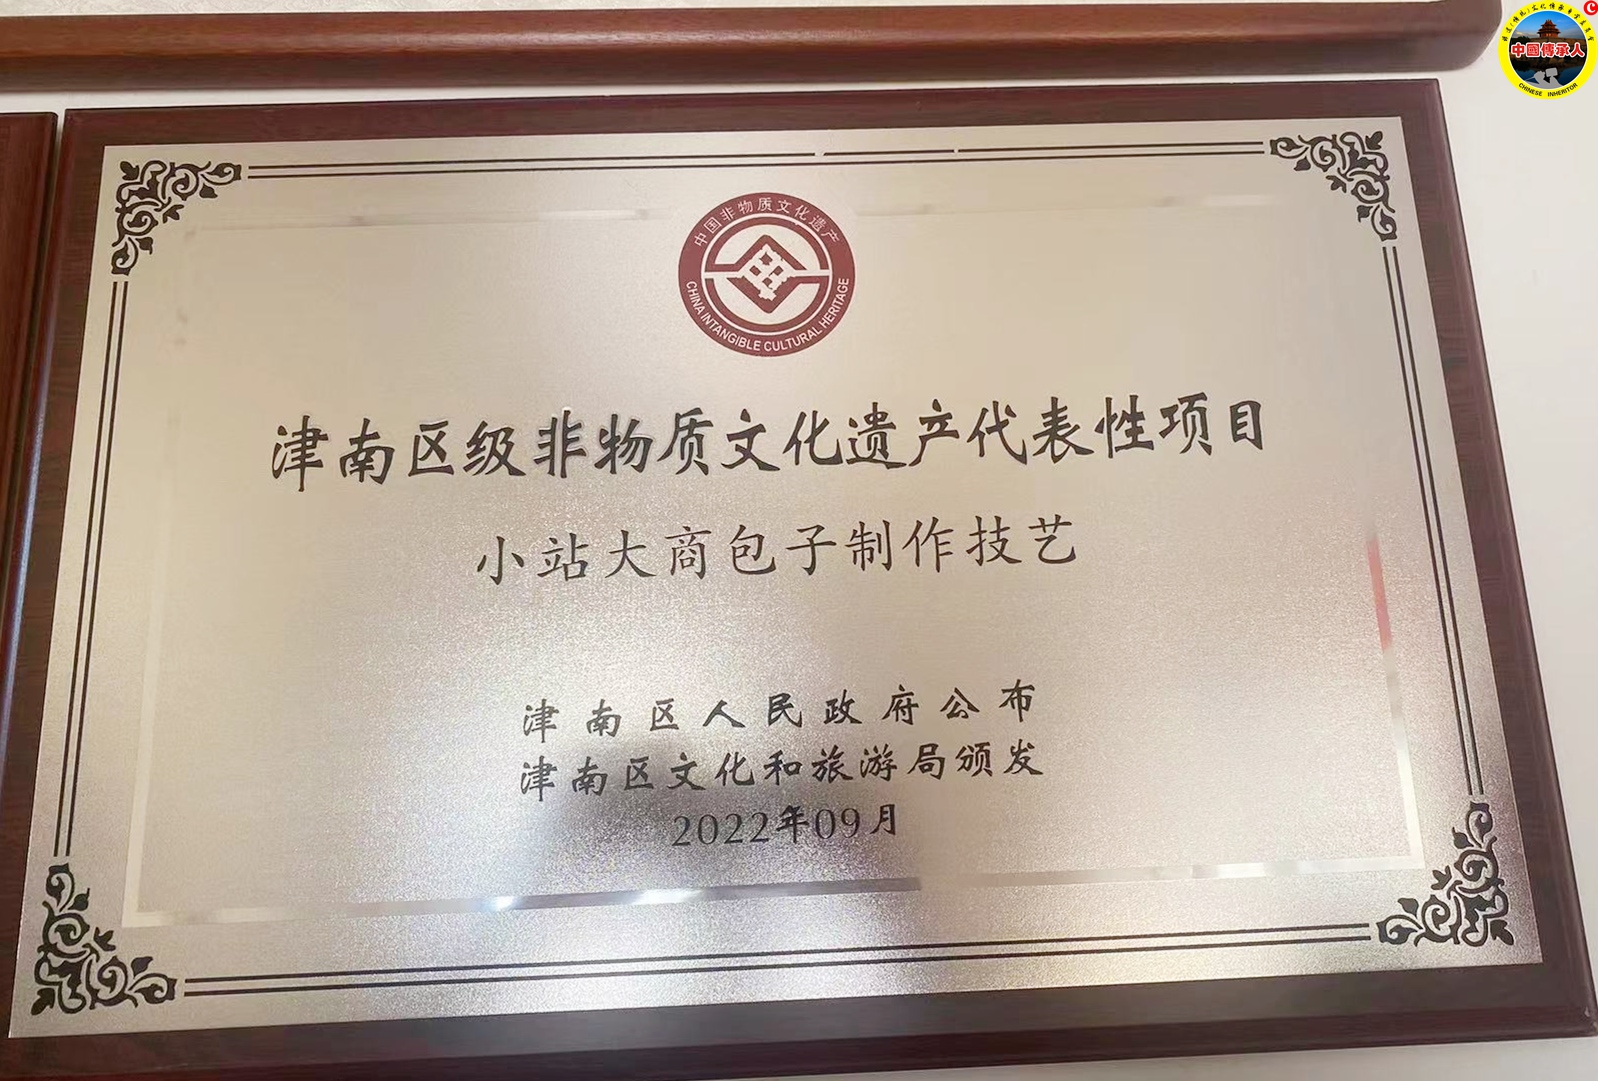 中国非物质文化遗产
CHINA INTANGIBLE CULTURAL HERITAGE
津南区级非物质文化遗产代表性项目
小站大商包子制作技艺
津南区人民政府公布
津南区文化和旅游局颁发
2022年09月
中國傳承人
CHINESE INHERITOR